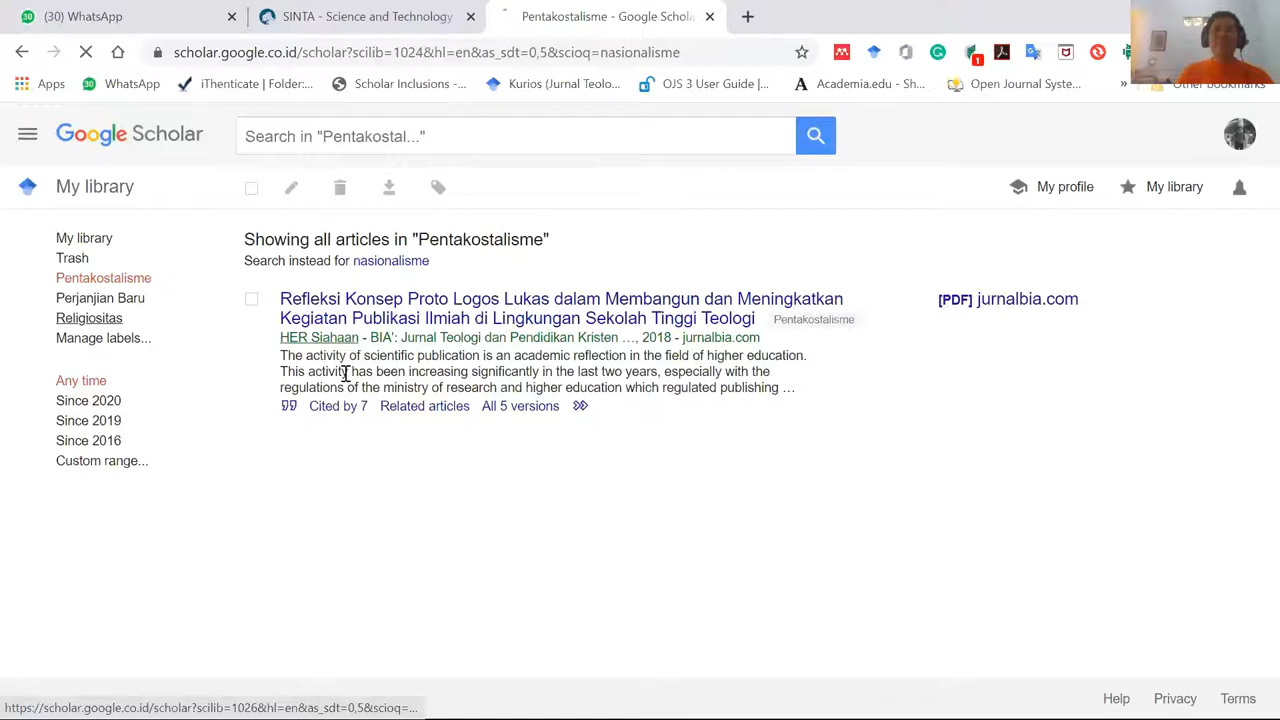 (30) WhatsApp
SINTA - Science and Technology
Pentakostalisme - Google Schola
scholar.google.co.id/scholar?scilib=1024&hl=en&as_sdt=0,5&scioq=nasionalisme
1
Apps
WhatsApp
iThenticate | Folder:...
Scholar Inclusions -...
Kurios (Jurnal Teolo...
OJS 3 User Guide |...
Academia.edu - Sh...
Open Journal Syste...
»
Other bookmarks
Google Scholar
Search in "Pentakostal..."
My library
My profile
My library
My library
Trash
Pentakostalisme
Perjanjian Baru
Religiositas
Manage labels...
Any time
Since 2020
Since 2019
Since 2016
Custom range...
Showing all articles in "Pentakostalisme"
Search instead for nasionalisme
Refleksi Konsep Proto Logos Lukas dalam Membangun dan Meningkatkan
Kegiatan Publikasi Ilmiah di Lingkungan Sekolah Tinggi Teologi Pentakostalisme
HER Siahaan - BIA': Jurnal Teologi dan Pendidikan Kristen …, 2018 - jurnalbia.com
The activity of scientific publication is an academic reflection in the field of higher education.
This activity has been increasing significantly in the last two years, especially with the
regulations of the ministry of research and higher education which regulated publishing …
Cited by 7 Related articles All 5 versions
[PDF] jurnalbia.com
Help Privacy Terms
https://scholar.google.co.id/scholar?scilib=1026&hl=en&as_sdt=0,5&scioq=...